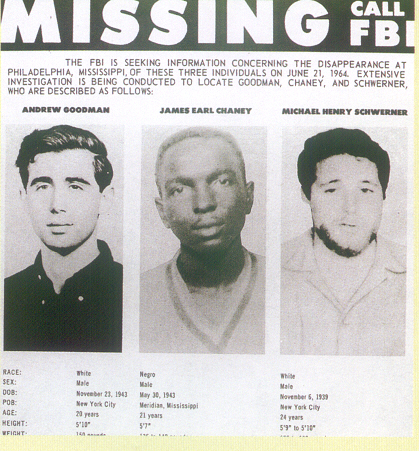 MISSING CALL
FBI
THE FBI IS SEEKING INFORMATION CONCERNING THE DISAPPEARANCE AT
PHILADELPHIA, MISSISSIPPI, OF THESE THREE INDIVIDUALS ON JUNE 21, 1964. EXTENSIVE
INVESTIGATION IS BEING CONDUCTED TO LOCATE GOODMAN, CHANEY, AND SCHWERNER,
WHO ARE DESCRIBED AS FOLLOWS:
ANDREW GOODMAN JAMES EARL CHANEY MICHAEL HENRY SCHWERNER
RACE: White Negro White
SEX: Male Male Male
DOB: November 23, 1943 May 30, 1943 November 6, 1939
POB: New York City Meridian, Mississippi New York City
AGE: 20 years 21 years 24 years
HEIGHT: 5'10" 5'7" 5'9" to 5'10"
WEIGHT: